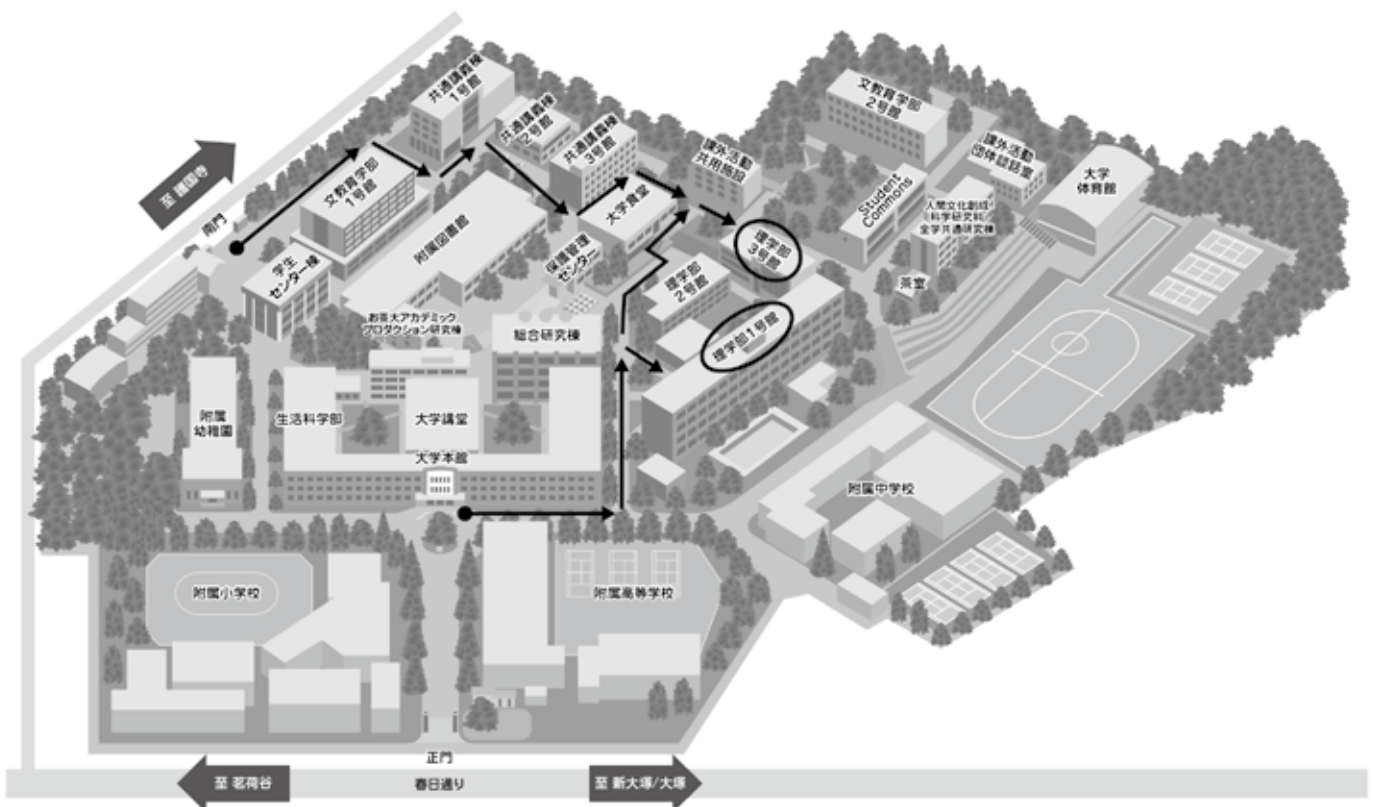 共通講義棟
1号館
共通講義棟
2号館
共通講義棟
3号館
文教育学部
2号館
課外活動
共用施設
課外活動
団体談話室
大学
体育館
至 護国寺
文教育学部
1号館
大学食堂
Student
Commons
人間文化創成
科学研究科
全学共通研究棟
南門
附属図書館
理学部
3号館
学生
センター棟
保健管理
センター
理学部
2号館
茶室
お茶大アカデミック
プロダクション研究棟
総合研究棟
理学部1号館
附属
幼稚園
生活科学部
大学講堂
大学本館
附属中学校
附属小学校
附属高等学校
正門
至 茗荷谷
春日通り
至 新大塚/大塚